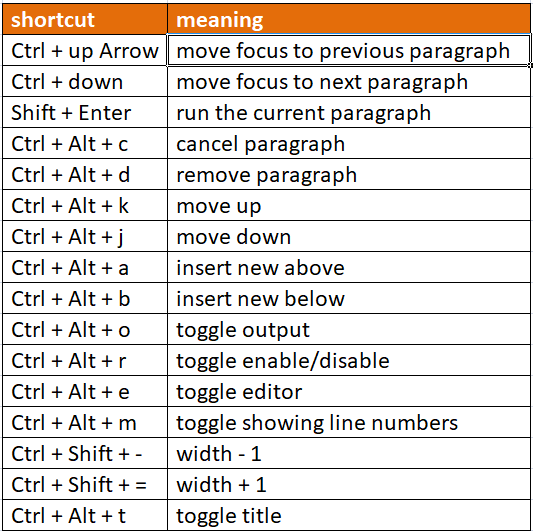 shortcut meaning
Ctrl + up Arrow move focus to previous paragraph
Ctrl + down move focus to next paragraph
Shift + Enter run the current paragraph
Ctrl + Alt + c cancel paragraph
Ctrl + Alt + d remove paragraph
Ctrl + Alt + k move up
Ctrl + Alt + j move down
Ctrl + Alt + a insert new above
Ctrl + Alt + b insert new below
Ctrl + Alt + o toggle output
Ctrl + Alt + r toggle enable/disable
Ctrl + Alt + e toggle editor
Ctrl + Alt + m toggle showing line numbers
Ctrl + Shift + - width - 1
Ctrl + Shift + = width + 1
Ctrl + Alt + t toggle title